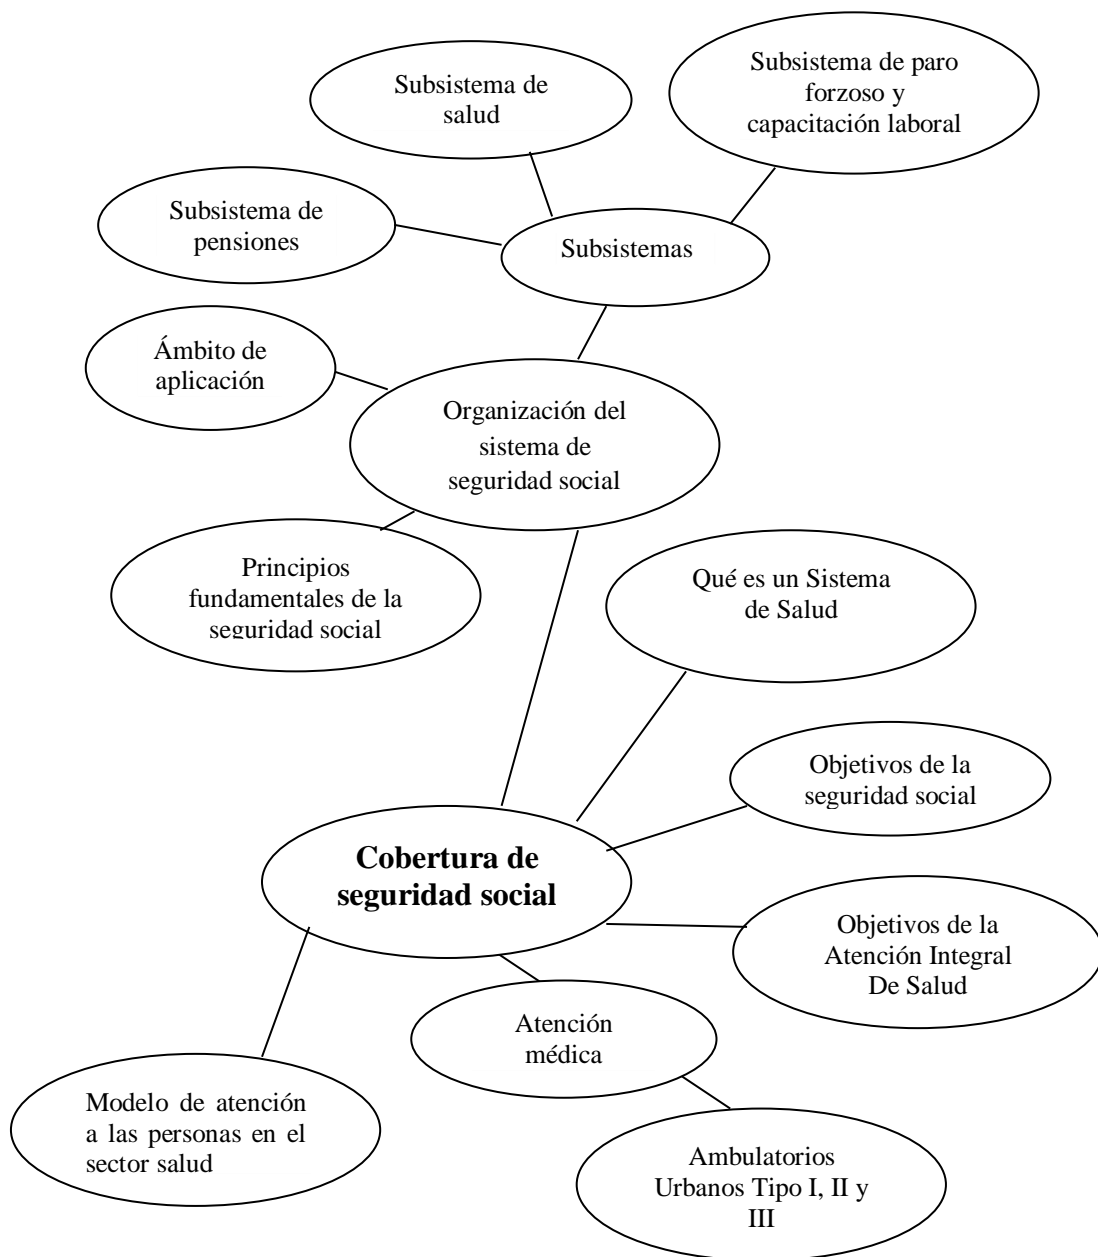 Subsistema de
salud
Subsistema de paro
forzoso y
capacitación laboral
Subsistema de
pensiones
Subsistemas
Ámbito de
aplicación
Organización del
sistema de
seguridad social
Principios
fundamentales de la
seguridad social
Qué es un Sistema
de Salud
Objetivos de la
seguridad social
Cobertura de
seguridad social
Objetivos de la
Atención Integral
De Salud
Atención
médica
Modelo de atención
a las personas en el
sector salud
Ambulatorios
Urbanos Tipo I, II y
III